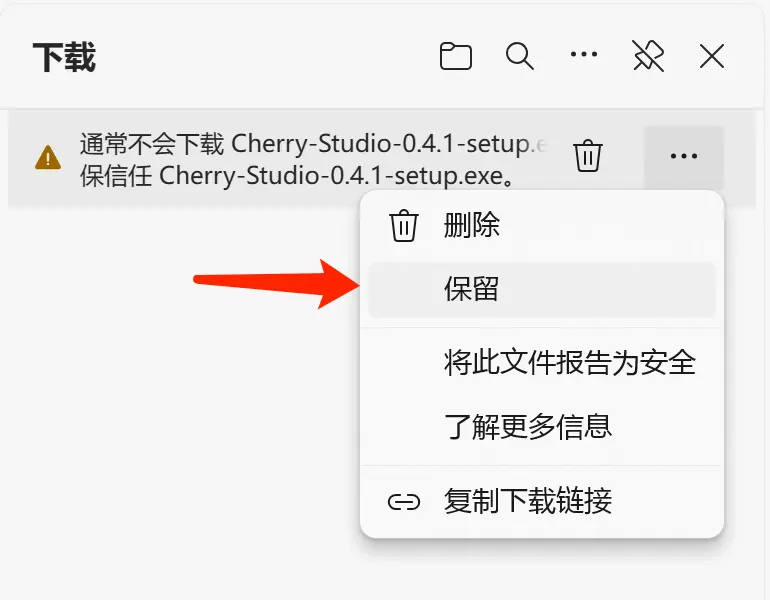 下载
通常不会下载 Cherry-Studio-0.4.1-setup.e
保信任 Cherry-Studio-0.4.1-setup.exe。
删除
保留
将此文件报告为安全
了解更多信息
复制下载链接